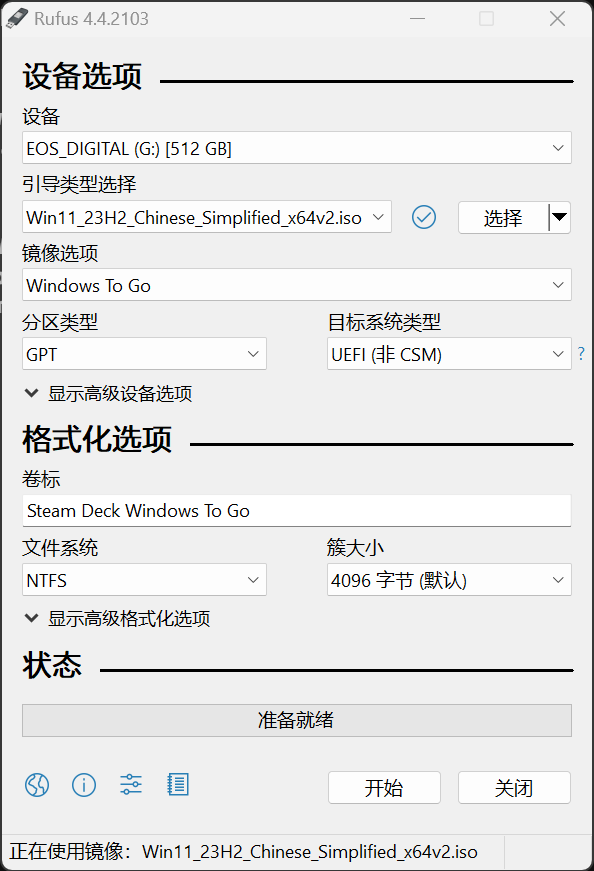 Rufus 4.4.2103
设备选项
设备
EOS_DIGITAL (G:) [512 GB]
引导类型选择
Win11_23H2_Chinese_Simplified_x64v2.iso
选择
镜像选项
Windows To Go
分区类型
目标系统类型
GPT
UEFI (非 CSM)
?
显示高级设备选项
格式化选项
卷标
Steam Deck Windows To Go
文件系统
簇大小
NTFS
4096 字节 (默认)
显示高级格式化选项
状态
准备就绪
开始
关闭
正在使用镜像：Win11_23H2_Chinese_Simplified_x64v2.iso